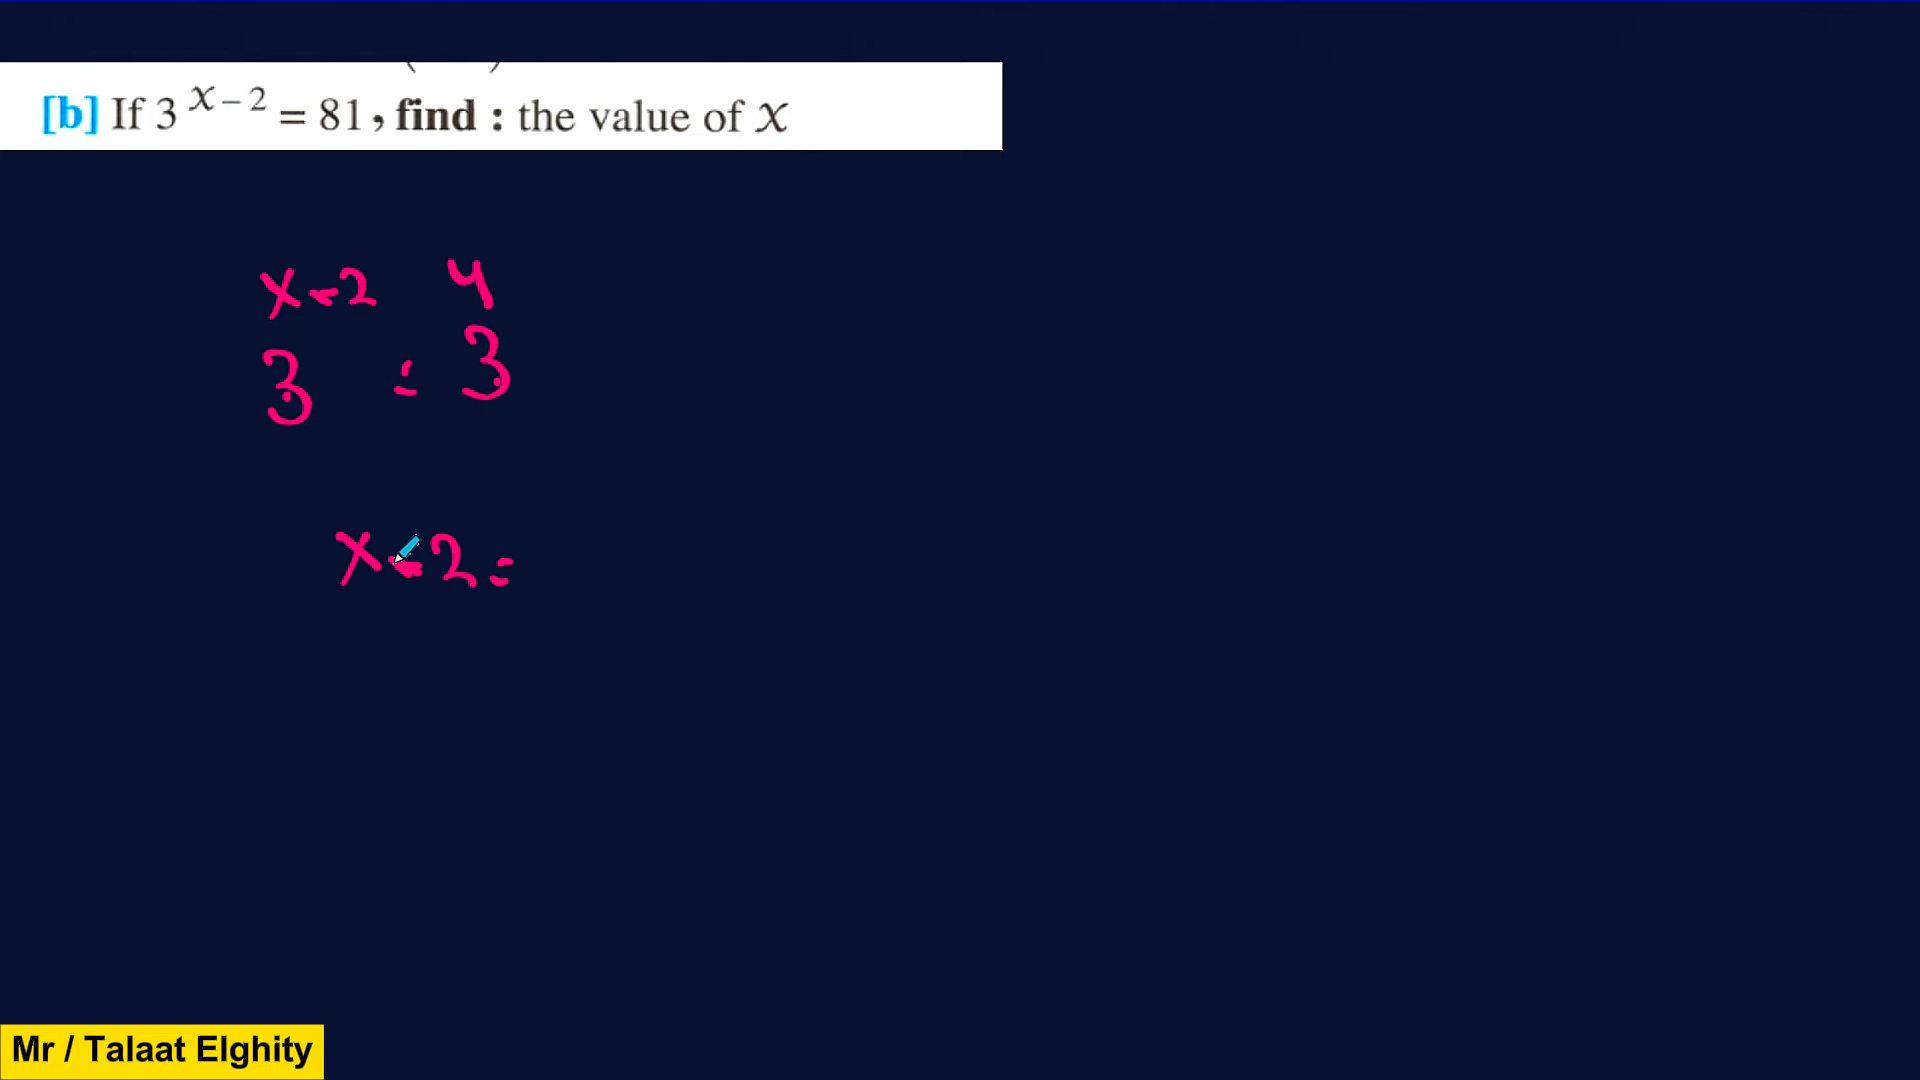 [b] If 3 x – 2 = 81, find : the value of x
x-2 4
3 = 3
x-2=
Mr / Talaat Elghity